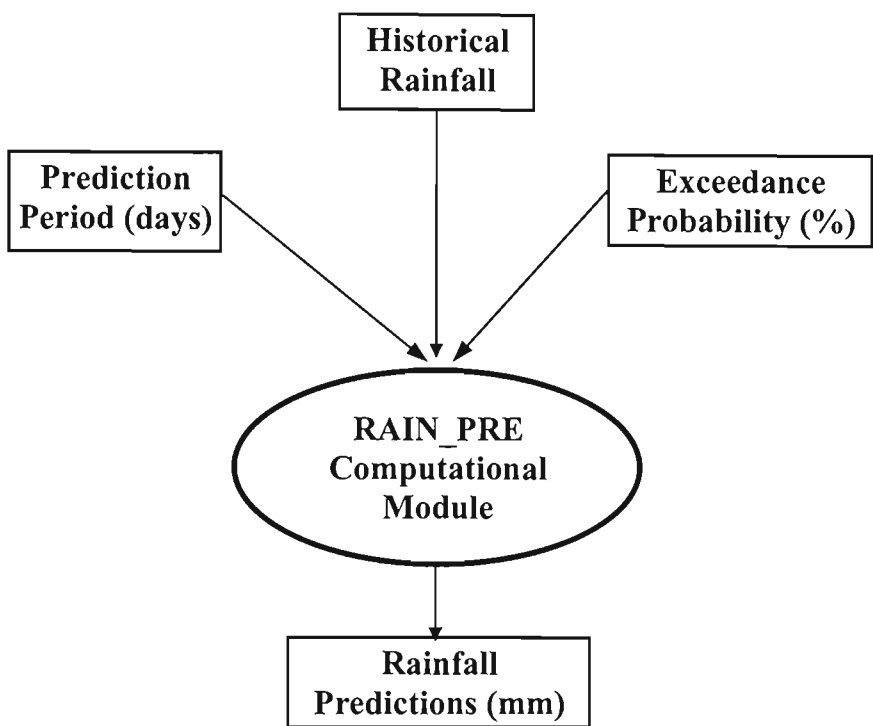 Historical
Rainfall
Prediction
Period (days)
Exceedance
Probability (%)
RAIN_PRE
Computational
Module
Rainfall
Predictions (mm)